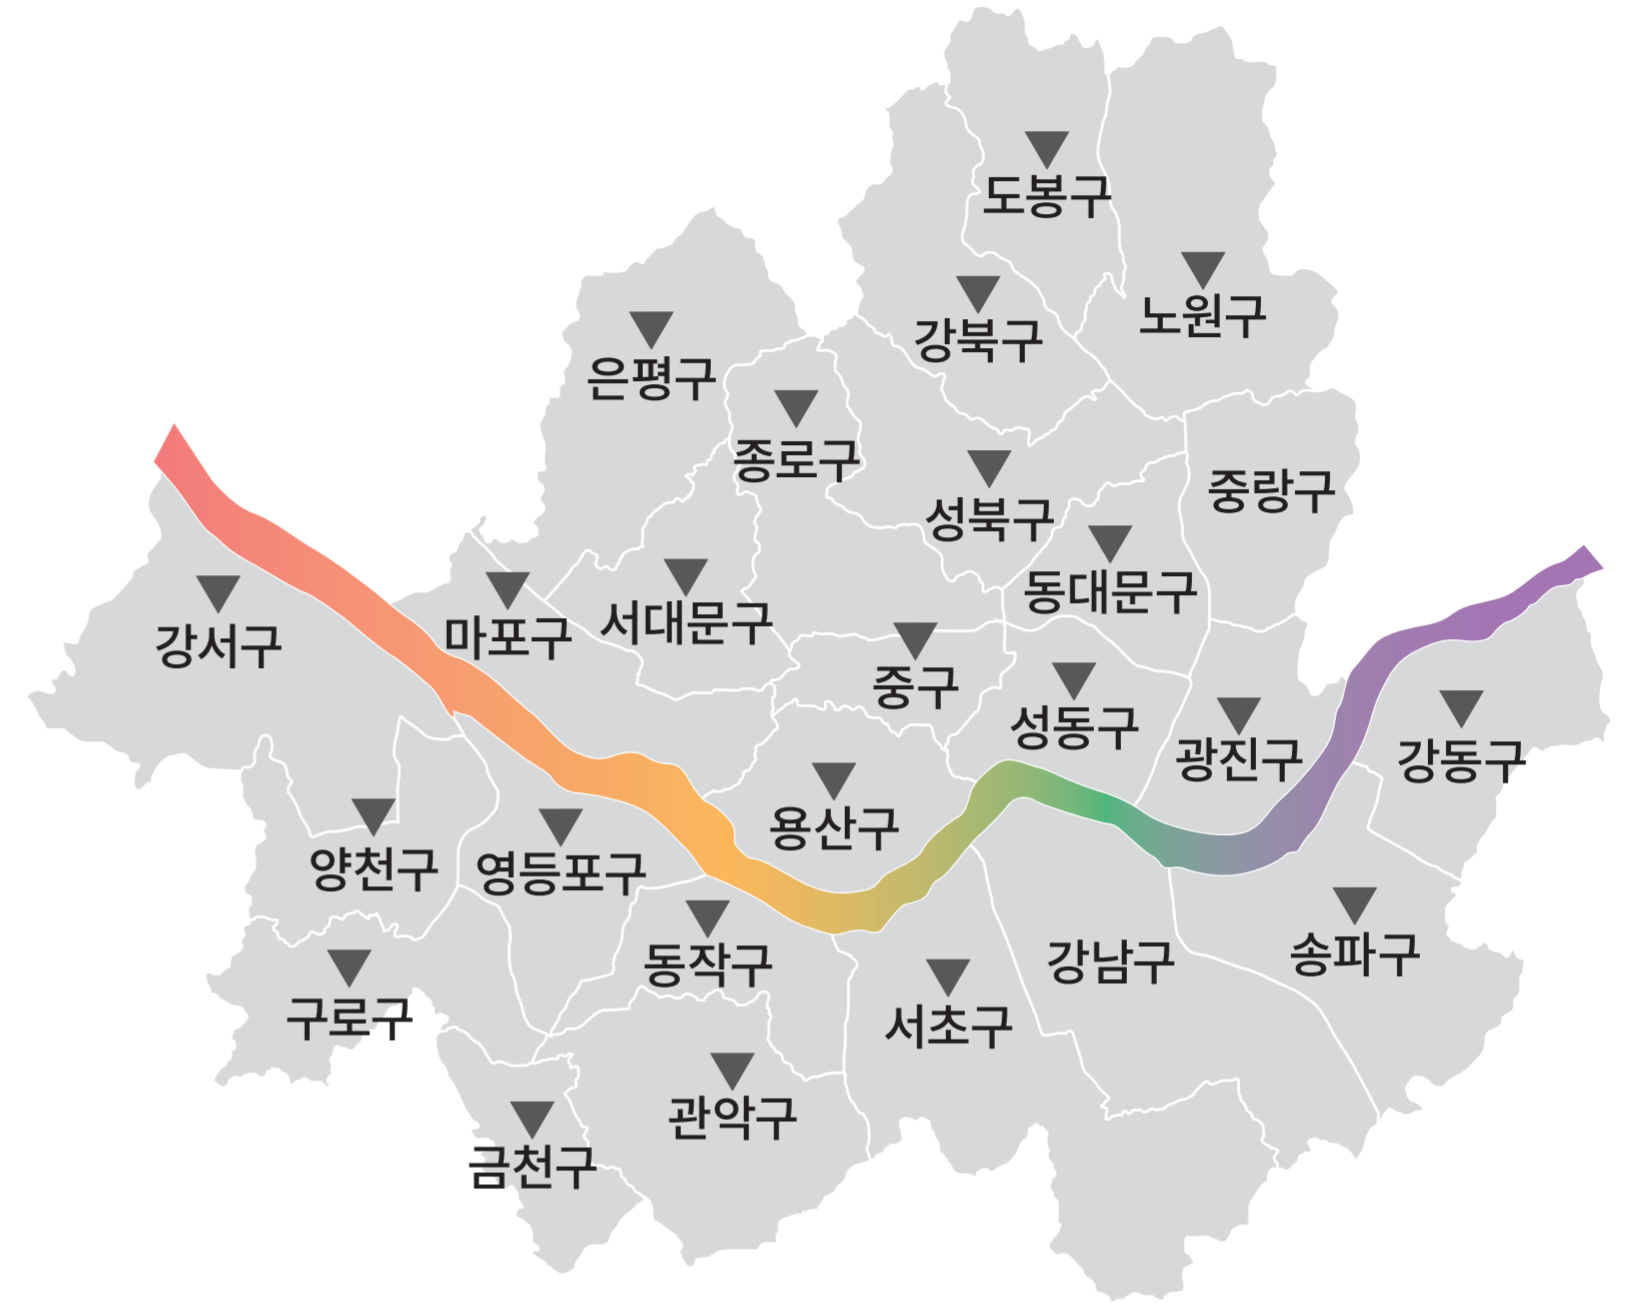 도봉구
노원구
강북구
은평구
종로구
중랑구
성북구
동대문구
서대문구
마포구
강서구
중구
성동구
광진구
강동구
용산구
양천구
영등포구
동작구
강남구
송파구
구로구
서초구
관악구
금천구